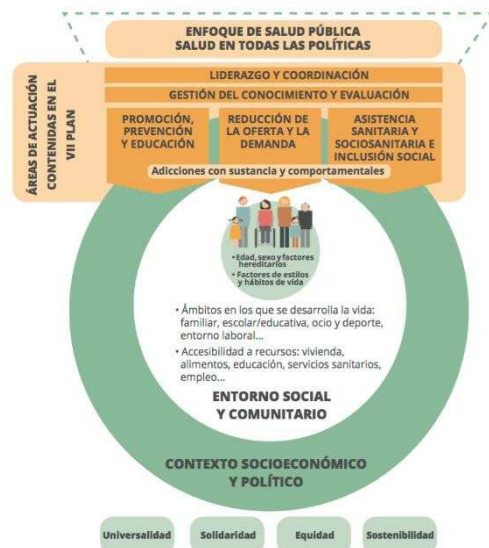 ENFOQUE DE SALUD PÚBLICA
SALUD EN TODAS LAS POLÍTICAS
ÁREAS DE ACTUACIÓN
CONTENIDAS EN EL
VII PLAN
LIDERAZGO Y COORDINACIÓN
GESTIÓN DEL CONOCIMIENTO Y EVALUACIÓN
PROMOCIÓN,
PREVENCIÓN
Y EDUCACIÓN
REDUCCIÓN DE
LA OFERTA Y LA
DEMANDA
ASISTENCIA
SANITARIA Y
SOCIOSANITARIA E
INCLUSIÓN SOCIAL
Adicciones con sustancia y comportamentales
• Edad, sexo y factores
hereditarios
• Factores de estilos
y hábitos de vida
• Ámbitos en los que se desarrolla la vida:
familiar, escolar/educativa, ocio y deporte,
entorno laboral...
• Accesibilidad a recursos: vivienda,
alimentos, educación, servicios sanitarios,
empleo...
ENTORNO SOCIAL
Y COMUNITARIO
CONTEXTO SOCIOECONÓMICO
Y POLÍTICO
Universalidad
Solidaridad
Equidad
Sostenibilidad